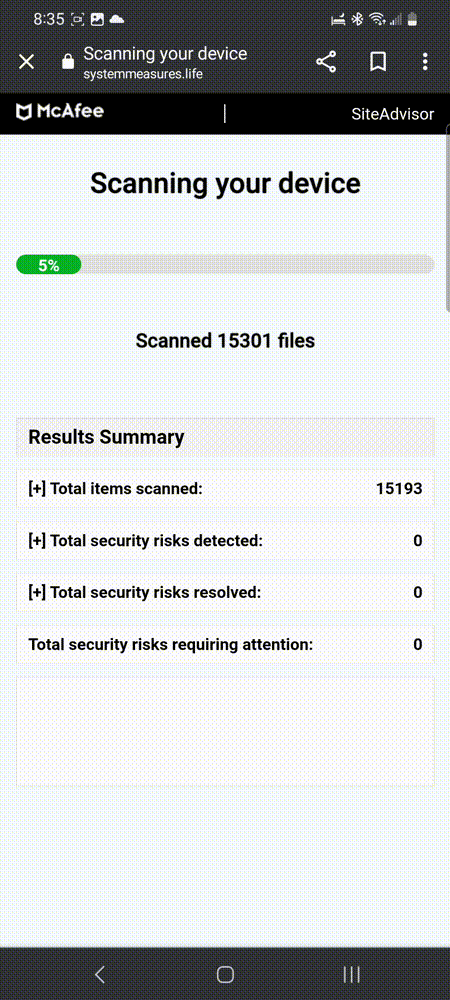 8:35
Scanning your device
systemmeasures.life
McAfee | SiteAdvisor
Scanning your device
5%
Scanned 15301 files
Results Summary
[+] Total items scanned: 15193
[+] Total security risks detected: 0
[+] Total security risks resolved: 0
Total security risks requiring attention: 0